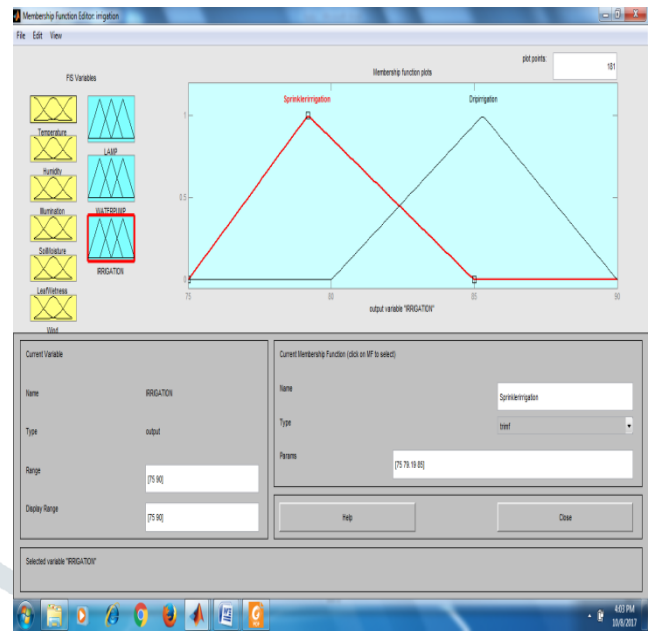 Membership Function Editor: irrigation
File Edit View
FIS Variables
Membership function plots
plot points:
181
Temperature
Humidity
Illumination
SoilMoisture
LeafWetness
Wind
LAMP
WATERPUMP
IRRIGATION
Sprinklerirrigation
Dripirrigation
1
0.5
0
75
80
85
90
output variable "IRRIGATION"
Current Variable
Name IRRIGATION
Type output
Range [75 90]
Display Range [75 90]
Current Membership Function (click on MF to select)
Name Sprinklerirrigation
Type trimf
Params [75 79.19 85]
Help
Close
Selected variable "IRRIGATION"
4:03 PM
10/8/2017